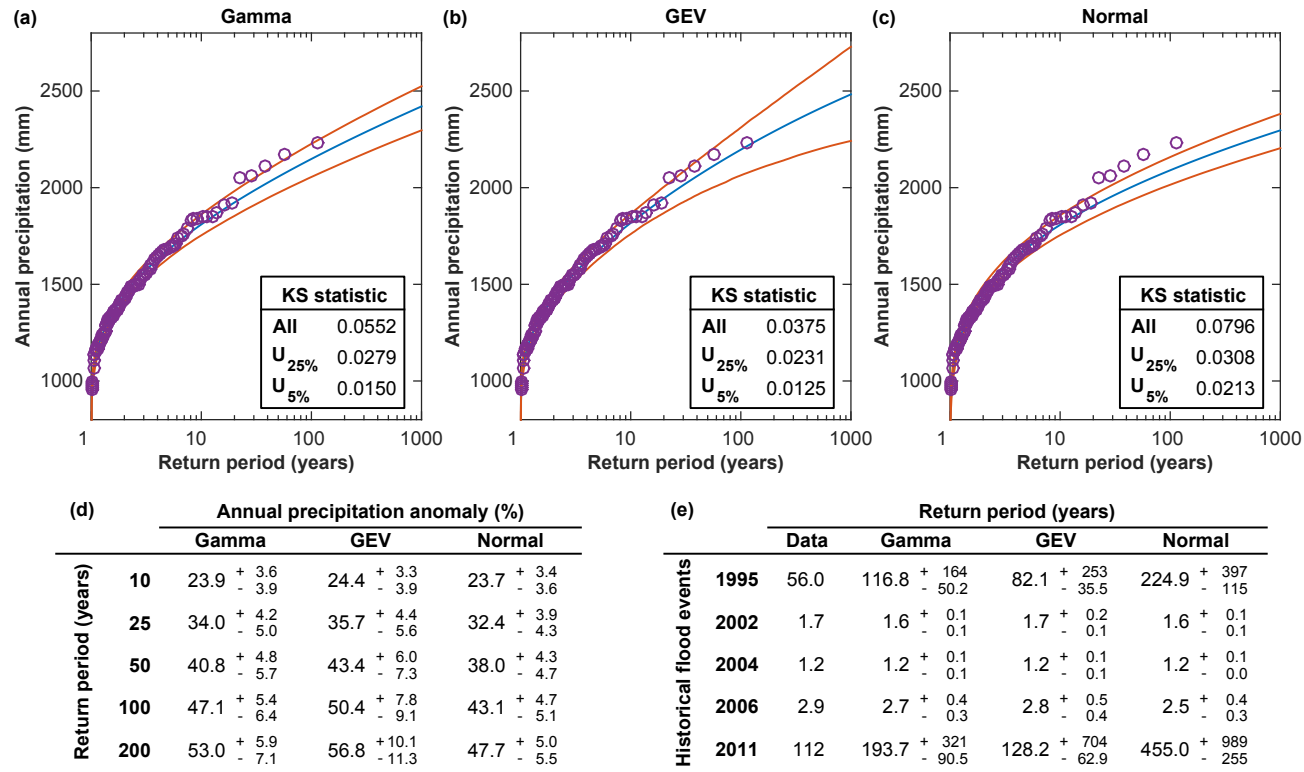 (a) Gamma
Annual precipitation (mm)
2500
2000
1500
1000
1 10 100 1000
Return period (years)
KS statistic
All 0.0552
U25% 0.0279
U5% 0.0150
(b) GEV
Annual precipitation (mm)
2500
2000
1500
1000
1 10 100 1000
Return period (years)
KS statistic
All 0.0375
U25% 0.0231
U5% 0.0125
(c) Normal
Annual precipitation (mm)
2500
2000
1500
1000
1 10 100 1000
Return period (years)
KS statistic
All 0.0796
U25% 0.0308
U5% 0.0213
(d) Annual precipitation anomaly (%)
Gamma GEV Normal
Return period (years)
10 23.9 + 3.6 - 3.9 24.4 + 3.3 - 3.9 23.7 + 3.4 - 3.6
25 34.0 + 4.2 - 5.0 35.7 + 4.4 - 5.6 32.4 + 3.9 - 4.3
50 40.8 + 4.8 - 5.7 43.4 + 6.0 - 7.3 38.0 + 4.3 - 4.7
100 47.1 + 5.4 - 6.4 50.4 + 7.8 - 9.1 43.1 + 4.7 - 5.1
200 53.0 + 5.9 - 7.1 56.8 +10.1 - 11.3 47.7 + 5.0 - 5.5
(e) Return period (years)
Data Gamma GEV Normal
Historical flood events
1995 56.0 116.8 + 164 - 50.2 82.1 + 253 - 35.5 224.9 + 397 - 115
2002 1.7 1.6 + 0.1 - 0.1 1.7 + 0.2 - 0.1 1.6 + 0.1 - 0.1
2004 1.2 1.2 + 0.1 - 0.1 1.2 + 0.1 - 0.1 1.2 + 0.1 - 0.0
2006 2.9 2.7 + 0.4 - 0.3 2.8 + 0.5 - 0.4 2.5 + 0.4 - 0.3
2011 112 193.7 + 321 - 90.5 128.2 + 704 - 62.9 455.0 + 989 - 255